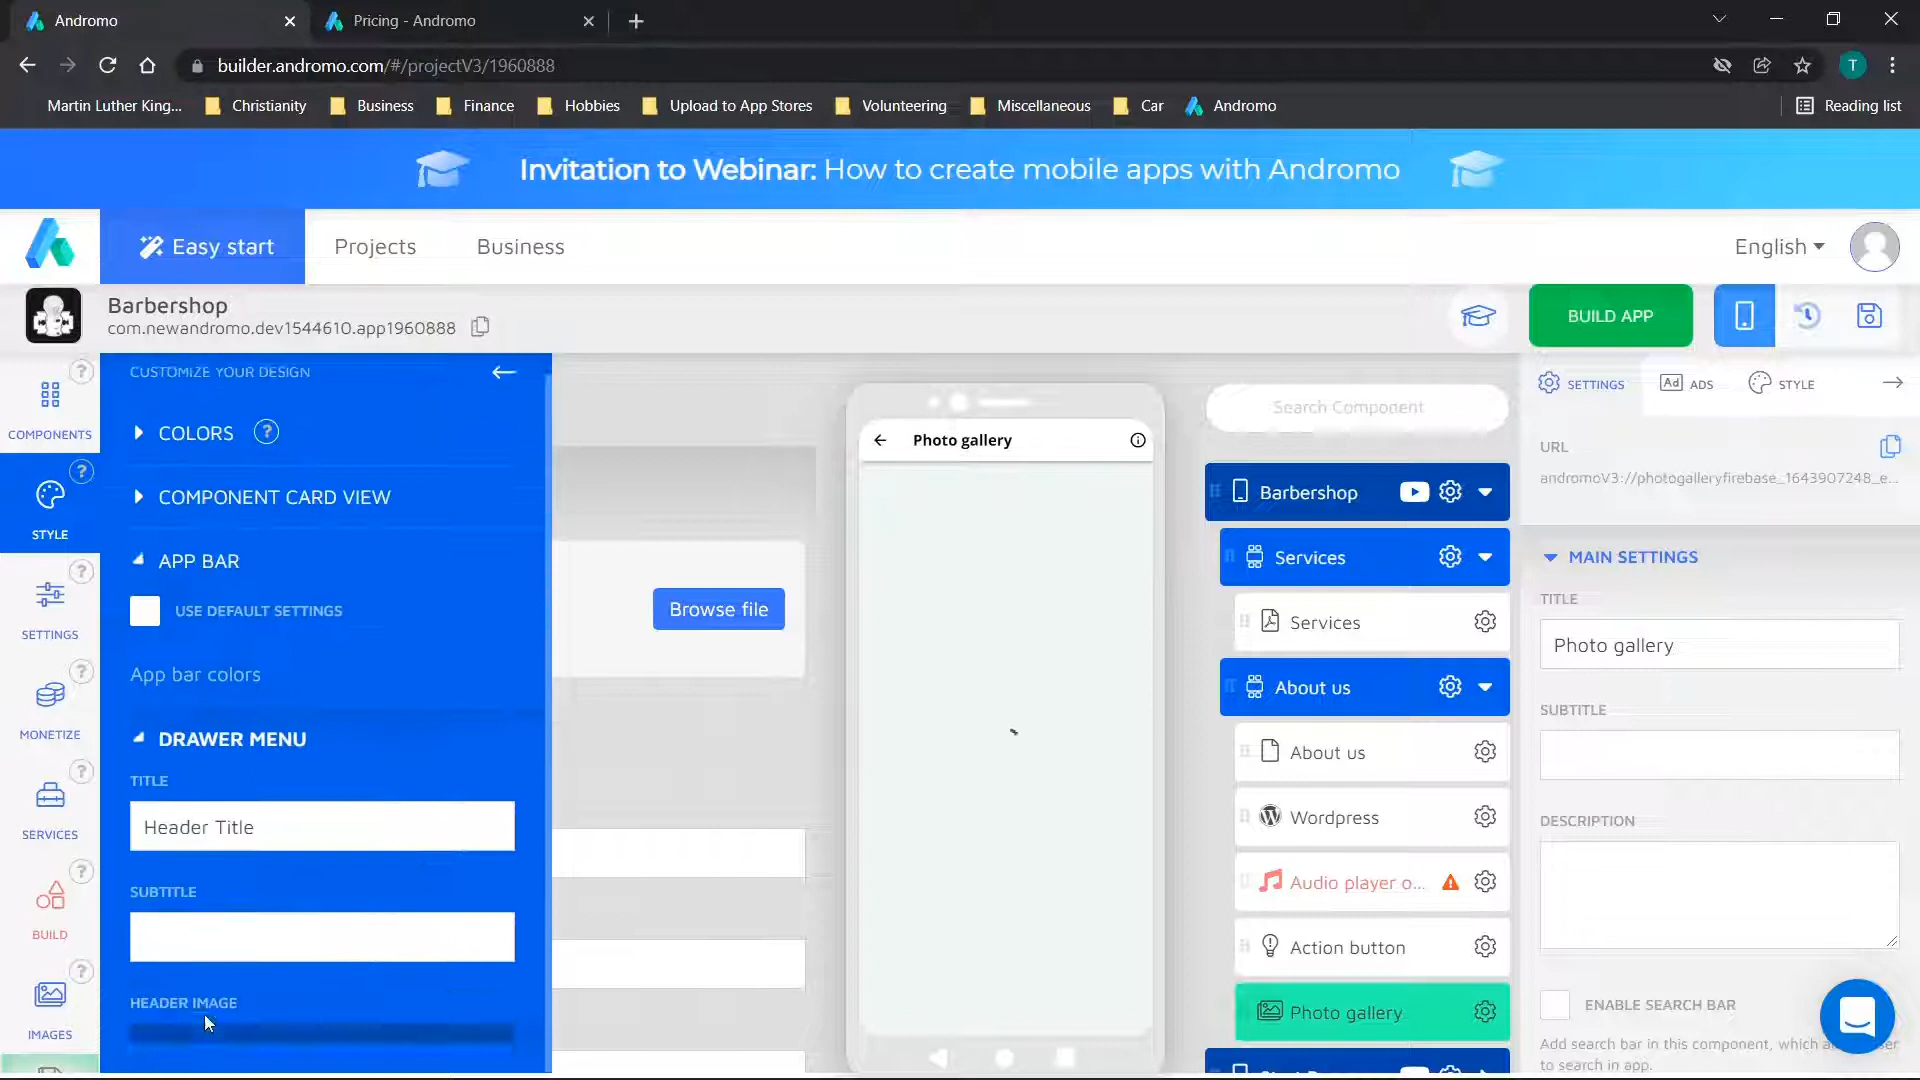 Andromo
Pricing - Andromo
builder.andromo.com/#/projectV3/1960888
T
Martin Luther King...
Christianity
Business
Finance
Hobbies
Upload to App Stores
Volunteering
Miscellaneous
Car
Andromo
Reading list
Invitation to Webinar: How to create mobile apps with Andromo
Easy start
Projects
Business
English
Barbershop
com.newandromo.dev1544610.app1960888
BUILD APP
COMPONENTS
STYLE
SETTINGS
MONETIZE
SERVICES
BUILD
IMAGES
?
?
?
?
?
?
?
CUSTOMIZE YOUR DESIGN
COLORS ?
COMPONENT CARD VIEW
APP BAR
USE DEFAULT SETTINGS
App bar colors
DRAWER MENU
TITLE
Header Title
SUBTITLE
HEADER IMAGE
Browse file
Photo gallery
Search Component
Barbershop
Services
Services
About us
About us
Wordpress
Audio player o...
Action button
Photo gallery
SETTINGS
Ad ADS
STYLE
URL
andromoV3://photogalleryfirebase_1643907248_e...
MAIN SETTINGS
TITLE
Photo gallery
SUBTITLE
DESCRIPTION
ENABLE SEARCH BAR
Add search bar in this component, which
to search in app.